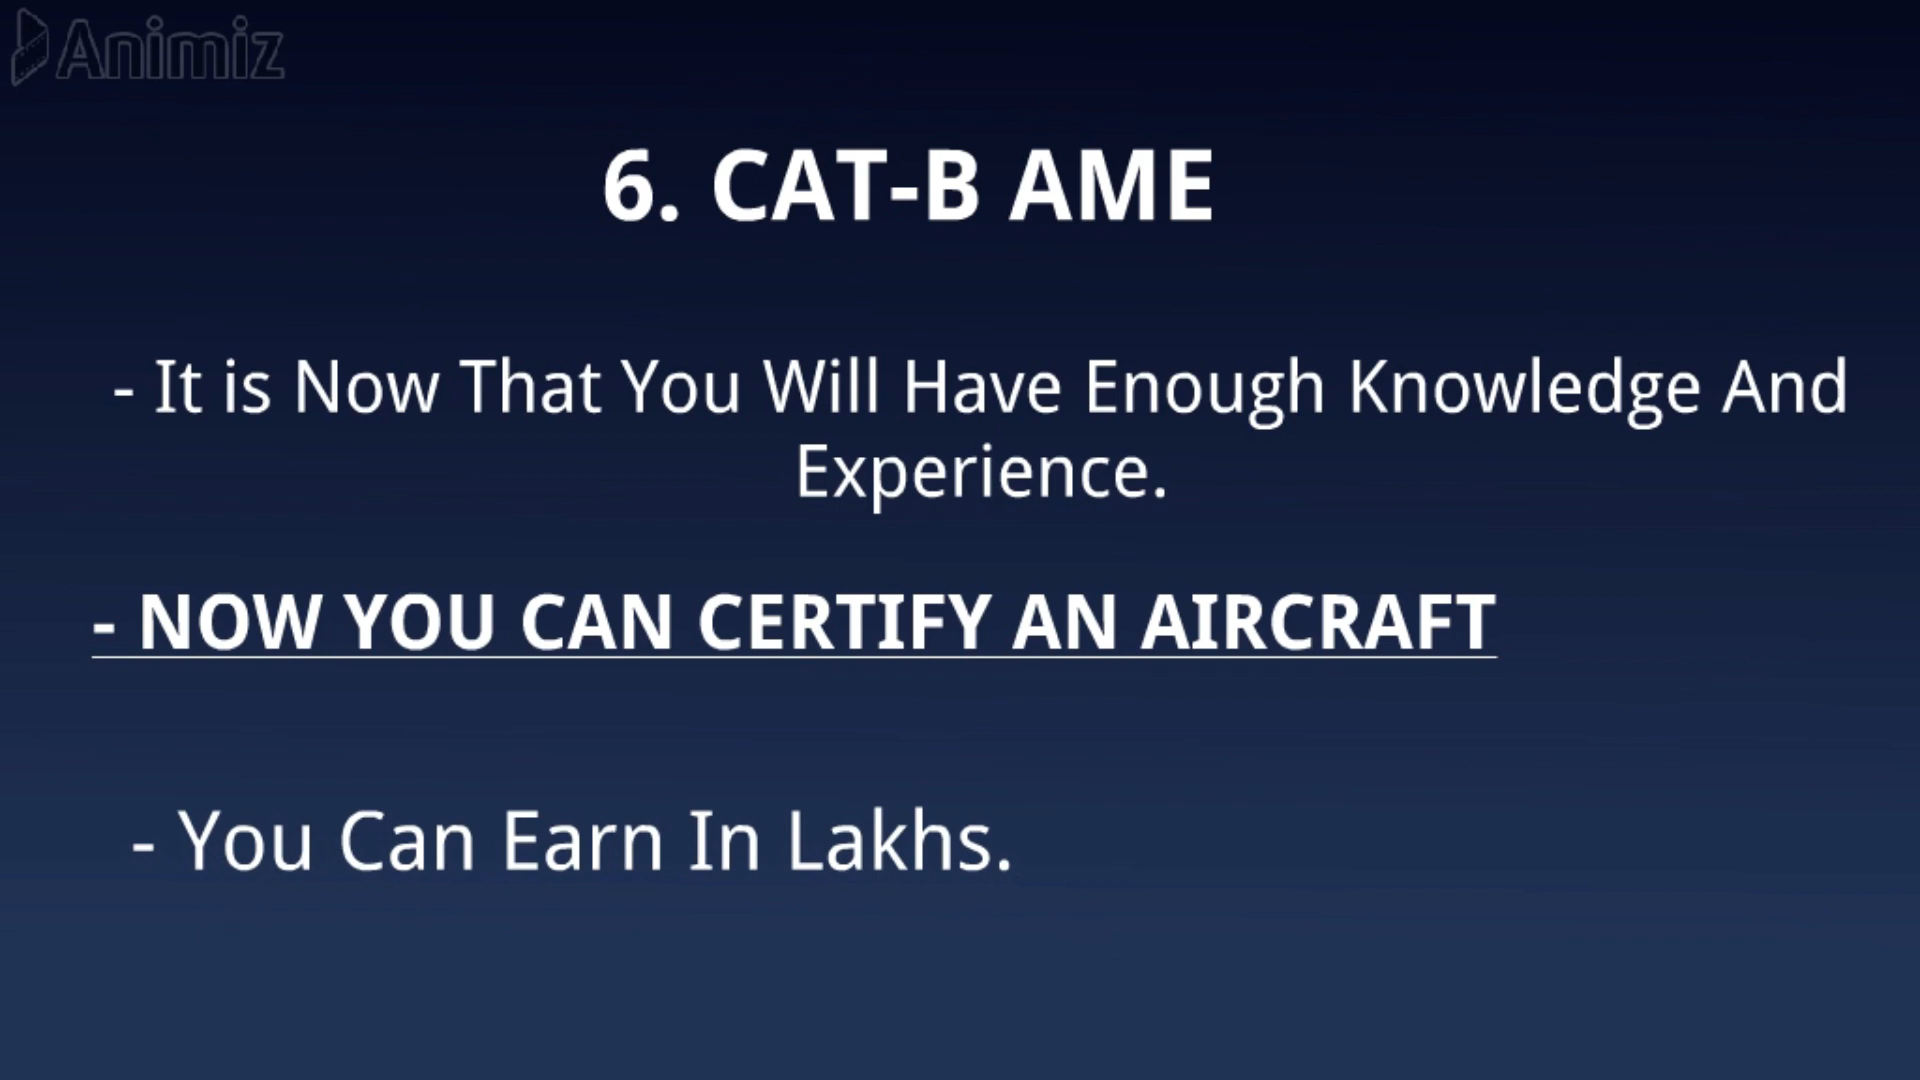 Animiz
6. CAT-B AME
- It is Now That You Will Have Enough Knowledge And
Experience.
- NOW YOU CAN CERTIFY AN AIRCRAFT
- You Can Earn In Lakhs.